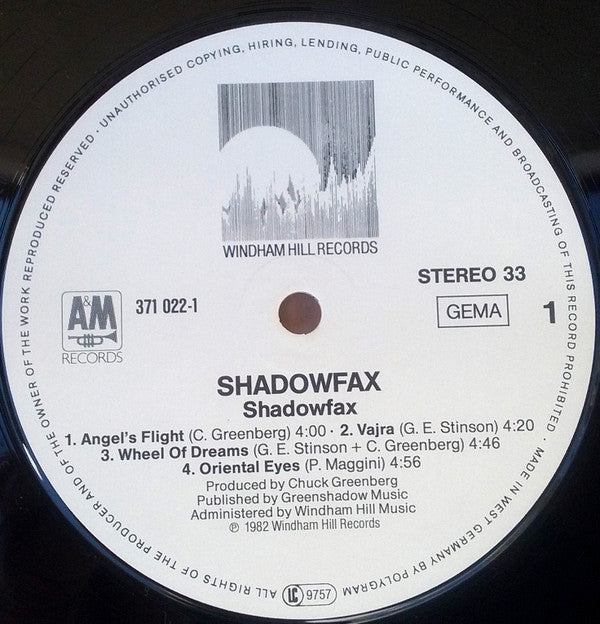 ALL RIGHTS OF THE PRODUCER AND OF THE OWNER OF THE WORK REPRODUCED RESERVED · UNAUTHORISED COPYING, HIRING, LENDING, PUBLIC PERFORMANCE AND BROADCASTING OF THIS RECORD PROHIBITED · MADE IN WEST GERMANY BY POLYGRAM
WINDHAM HILL RECORDS
STEREO 33
A&M
RECORDS
371 022-1
GEMA
1
SHADOWFAX
Shadowfax
1. Angel's Flight (C. Greenberg) 4:00 · 2. Vajra (G. E. Stinson) 4:20
3. Wheel Of Dreams (G. E. Stinson + C. Greenberg) 4:46
4. Oriental Eyes (P. Maggini) 4:56
Produced by Chuck Greenberg
Published by Greenshadow Music
Administered by Windham Hill Music
℗ 1982 Windham Hill Records
LC 9757